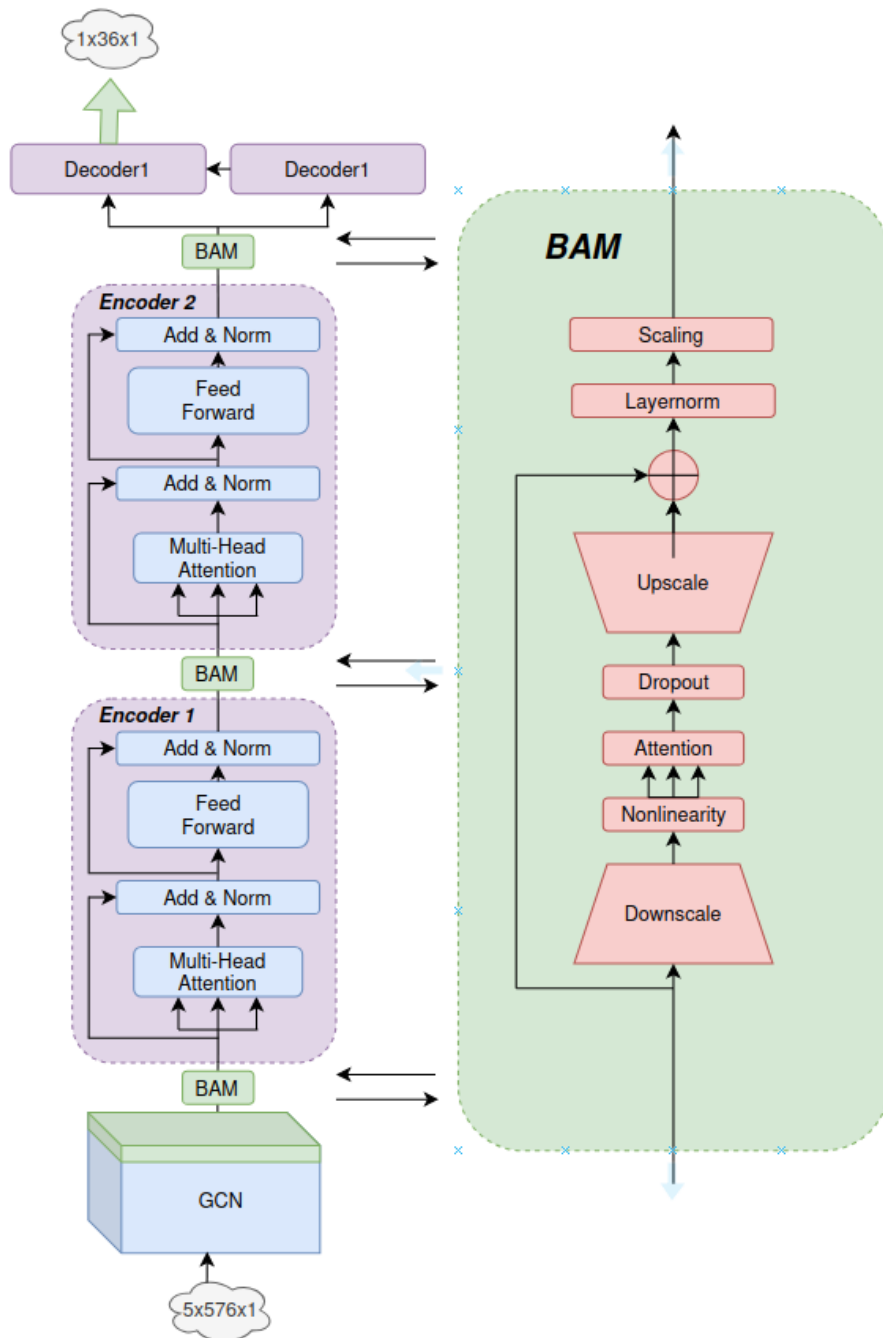 1x36x1
Decoder1
Decoder1
BAM
Encoder 2
Add & Norm
Feed
Forward
Add & Norm
Multi-Head
Attention
BAM
Encoder 1
Add & Norm
Feed
Forward
Add & Norm
Multi-Head
Attention
BAM
GCN
5x576x1
BAM
Scaling
Layernorm
Upscale
Dropout
Attention
Nonlinearity
Downscale